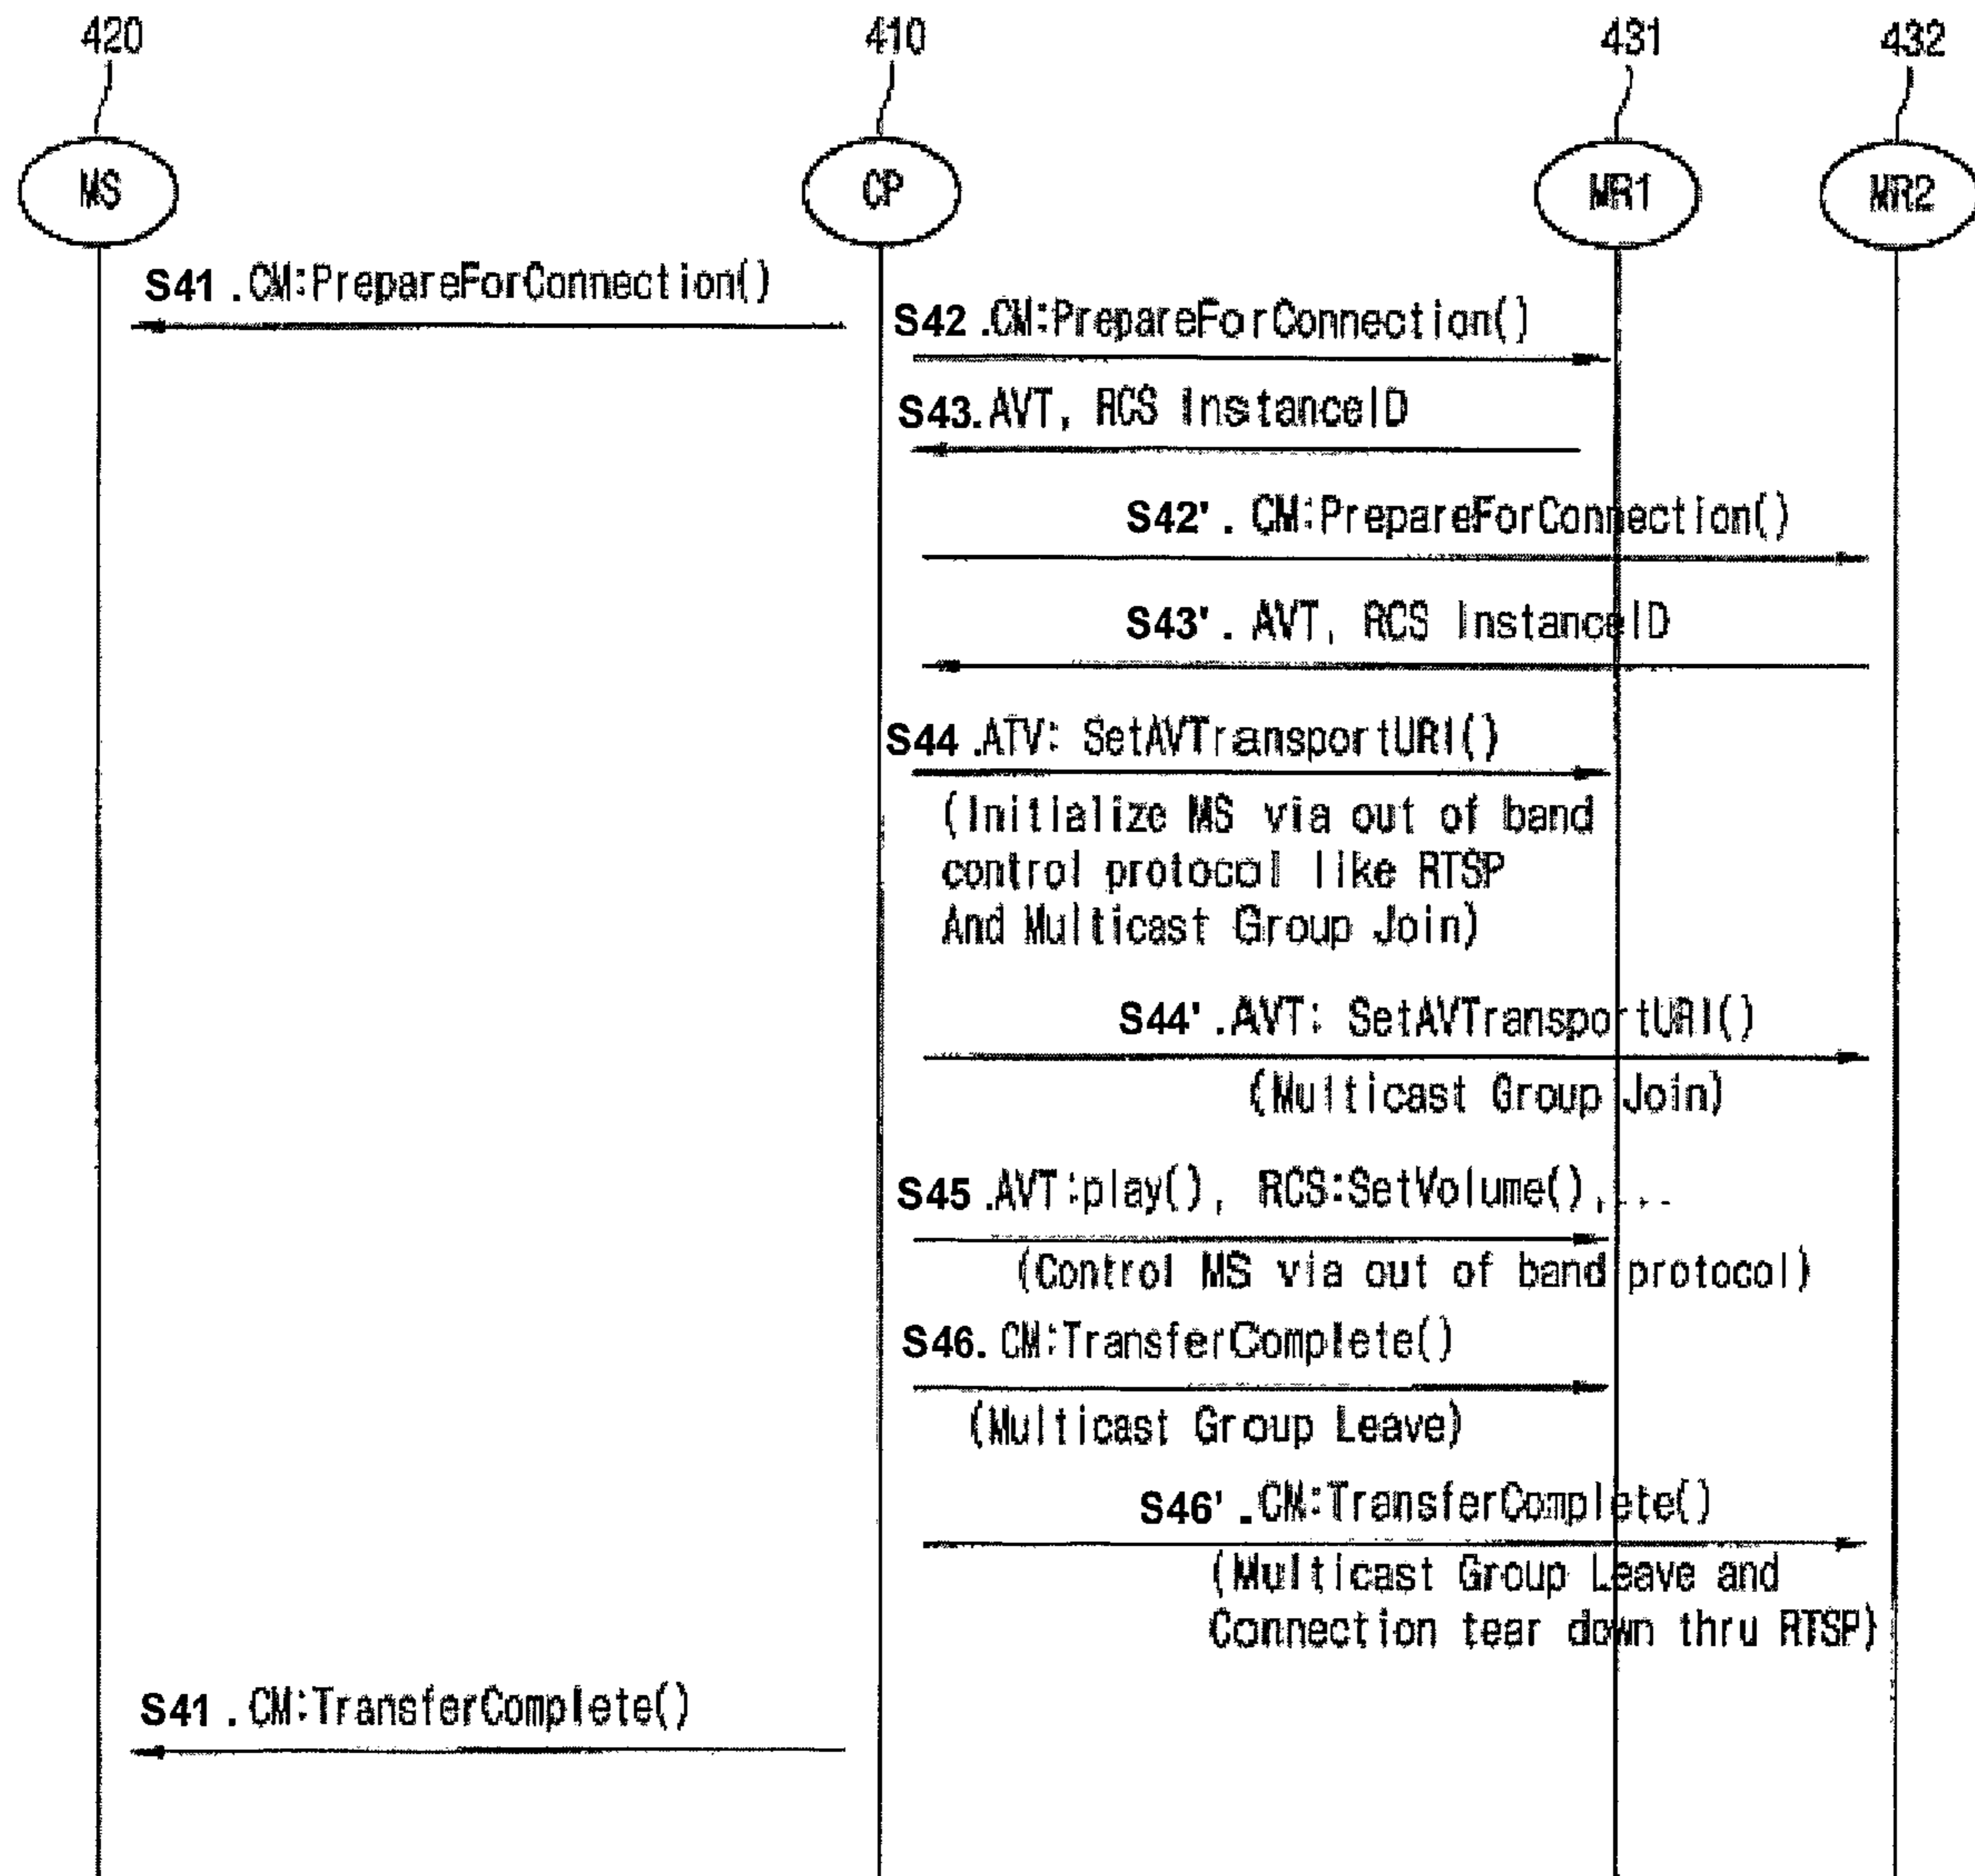 420
410
431
432
MS
CP
MR1
MR2
S41 .CM:PrepareForConnection()
S42 .CM:PrepareForConnection()
S43.AVT, RCS InstanceID
S42' . CM:PrepareForConnection()
S43' . AVT, RCS InstanceID
S44 .ATV: SetAVTransportURI()
(Initialize MS via out of band
control protocol like RTSP
And Multicast Group Join)
S44' .AVT: SetAVTransportURI()
(Multicast Group Join)
S45 .AVT:play(), RCS:SetVolume(),...
(Control MS via out of band protocol)
S46. CM:TransferComplete()
(Multicast Group Leave)
S46' .CM:TransferComplete()
(Multicast Group Leave and
Connection tear down thru RTSP)
S41 . CM:TransferComplete()